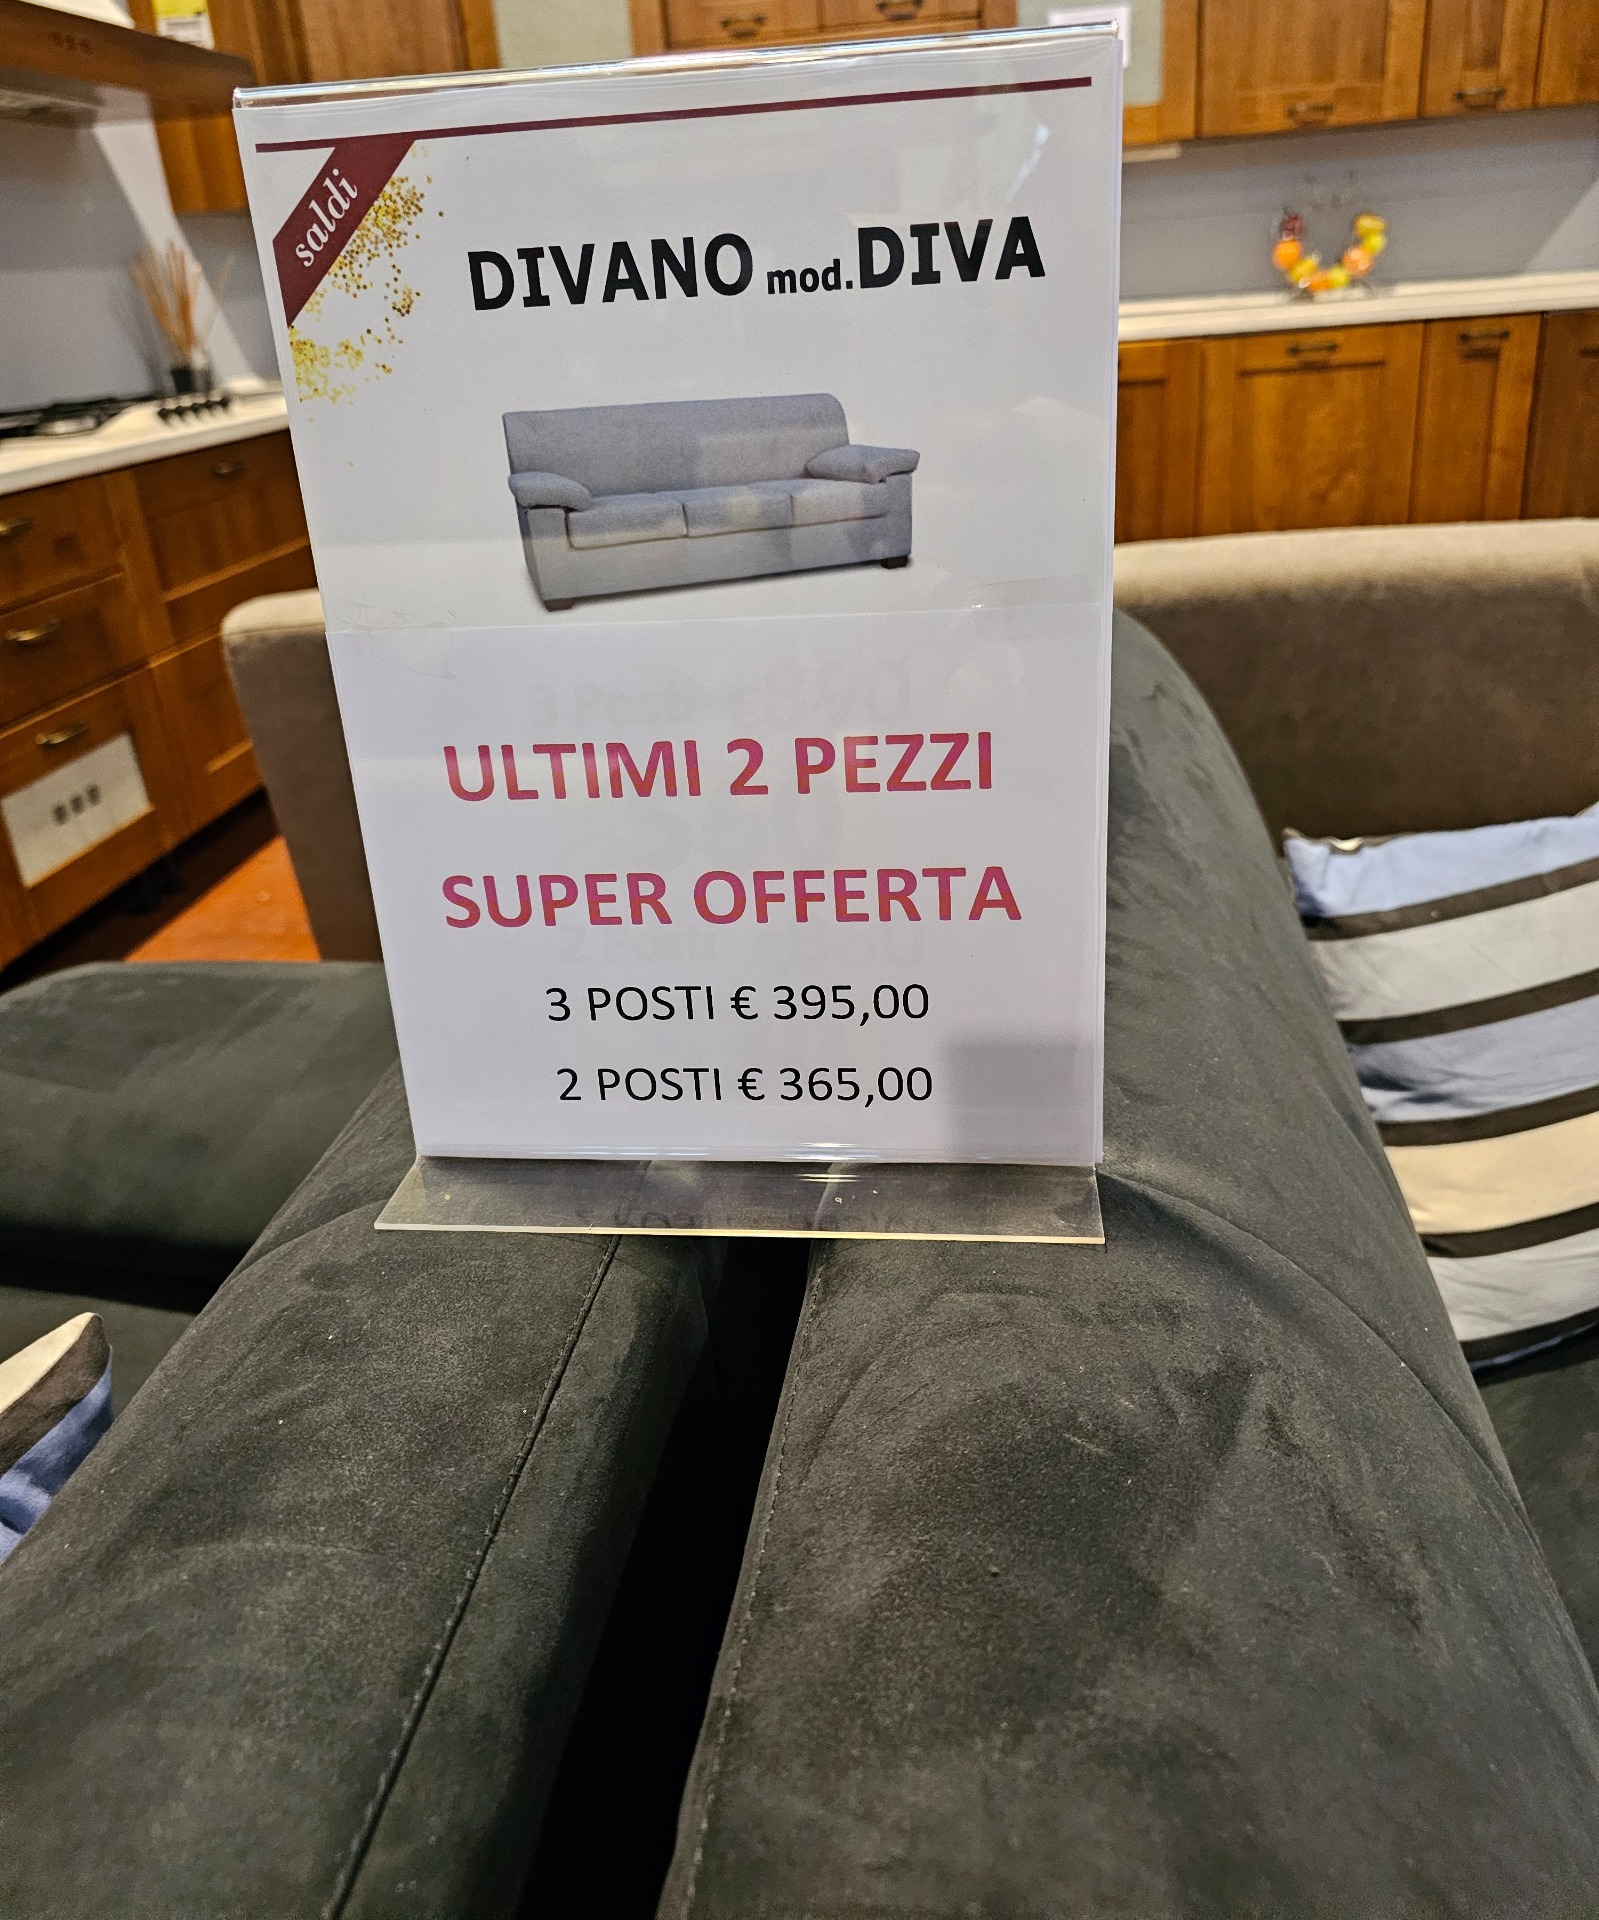 saldi
DIVANO mod.DIVA
ULTIMI 2 PEZZI
SUPER OFFERTA
3 POSTI € 395,00
2 POSTI € 365,00